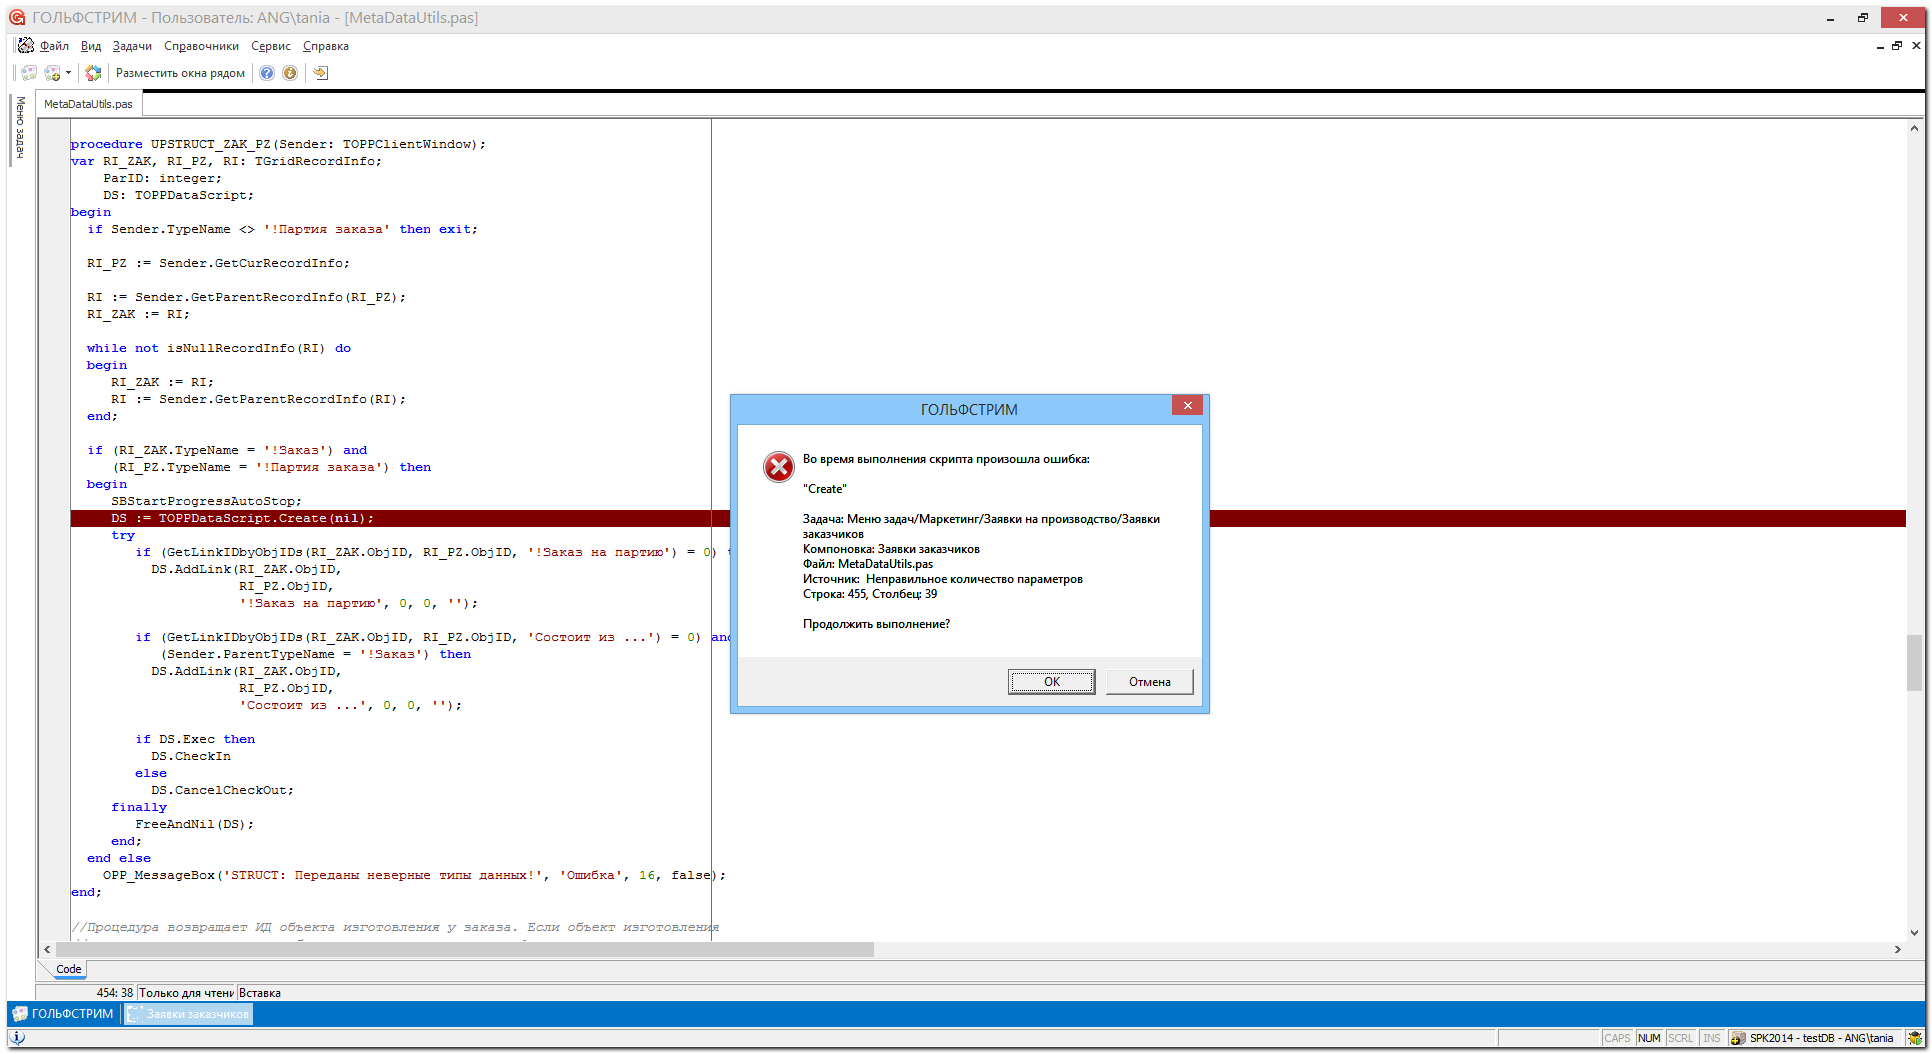 ГОЛЬФСТРИМ - Пользователь: ANG\tania - [MetaDataUtils.pas]
Файл Вид Задачи Справочники Сервис Справка
Разместить окна рядом
Меню задач
MetaDataUtils.pas
procedure UPSTRUCT_ZAK_PZ(Sender: TOPPClientWindow);
var RI_ZAK, RI_PZ, RI: TGridRecordInfo;
ParID: integer;
DS: TOPPDataScript;
begin
if Sender.TypeName <> '!Партия заказа' then exit;
RI_PZ := Sender.GetCurRecordInfo;
RI := Sender.GetParentRecordInfo(RI_PZ);
RI_ZAK := RI;
while not isNullRecordInfo(RI) do
begin
RI_ZAK := RI;
RI := Sender.GetParentRecordInfo(RI);
end;
if (RI_ZAK.TypeName = '!Заказ') and
(RI_PZ.TypeName = '!Партия заказа') then
begin
SBStartProgressAutoStop;
DS := TOPPDataScript.Create(nil);
try
if (GetLinkIDbyObjIDs(RI_ZAK.ObjID, RI_PZ.ObjID, '!Заказ на партию') = 0)
DS.AddLink(RI_ZAK.ObjID,
RI_PZ.ObjID,
'!Заказ на партию', 0, 0, '');
if (GetLinkIDbyObjIDs(RI_ZAK.ObjID, RI_PZ.ObjID, 'Состоит из ...') = 0) and
(Sender.ParentTypeName = '!Заказ') then
DS.AddLink(RI_ZAK.ObjID,
RI_PZ.ObjID,
'Состоит из ...', 0, 0, '');
if DS.Exec then
DS.CheckIn
else
DS.CancelCheckOut;
finally
FreeAndNil(DS);
end;
end else
OPP_MessageBox('STRUCT: Переданы неверные типы данных!', 'Ошибка', 16, false);
end;
//Процедура возвращает ИД объекта изготовления у заказа. Если объект изготовления
ГОЛЬФСТРИМ
Во время выполнения скрипта произошла ошибка:
"Create"
Задача: Меню задач/Маркетинг/Заявки на производство/Заявки
заказчиков
Компоновка: Заявки заказчиков
Файл: MetaDataUtils.pas
Источник: Неправильное количество параметров
Строка: 455, Столбец: 39
Продолжить выполнение?
OK Отмена
Code
454: 38 Только для чтени Вставка
ГОЛЬФСТРИМ Заявки заказчиков
CAPS NUM SCRL INS SPK2014 - testDB - ANG\tania